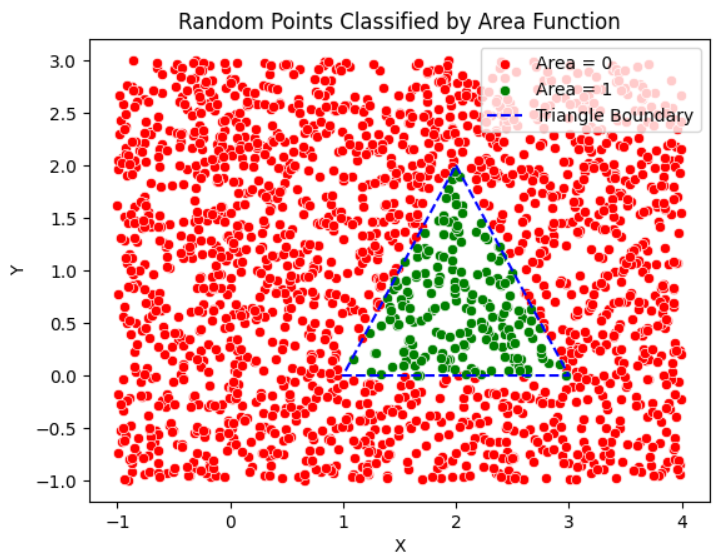 Random Points Classified by Area Function
Area = 0
Area = 1
Triangle Boundary
Y
3.0
2.5
2.0
1.5
1.0
0.5
0.0
−0.5
−1.0
−1 0 1 2 3 4
X